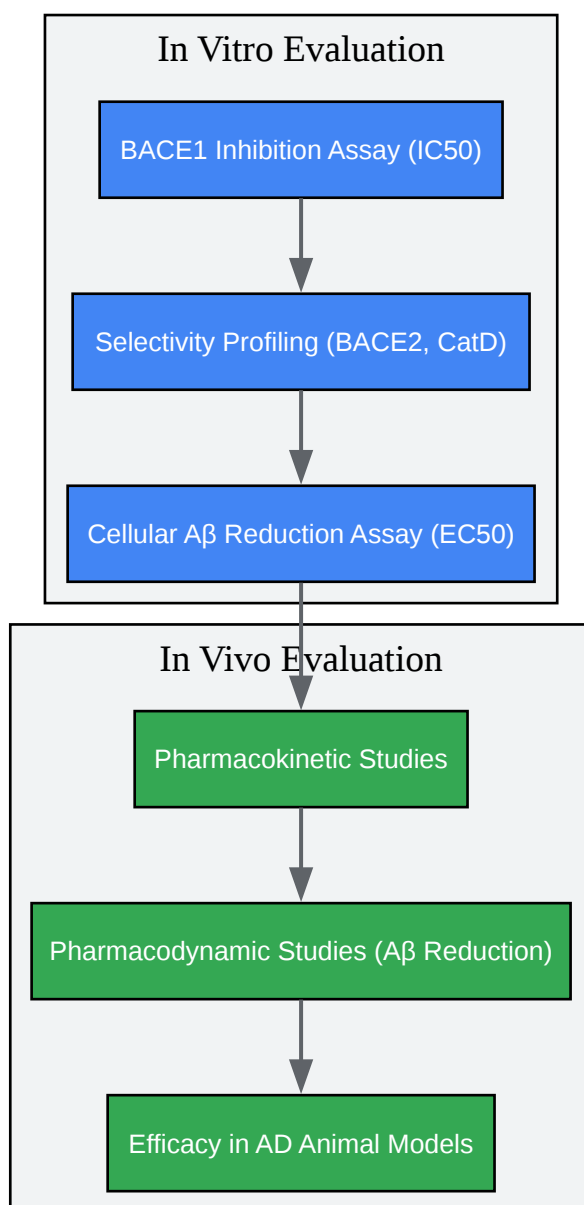 In Vitro Evaluation
BACE1 Inhibition Assay (IC50)
Selectivity Profiling (BACE2, CatD)
Cellular Aβ Reduction Assay (EC50)
In Vivo Evaluation
Pharmacokinetic Studies
Pharmacodynamic Studies (Aβ Reduction)
Efficacy in AD Animal Models